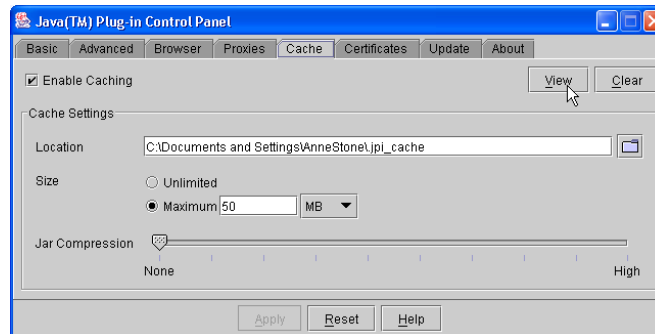 Java(TM) Plug-in Control Panel
Basic Advanced Browser Proxies Cache Certificates Update About
Enable Caching View Clear
Cache Settings
Location C:\Documents and Settings\AnneStone\.jpi_cache
Size Unlimited
Maximum 50 MB
Jar Compression
None High
Apply Reset Help